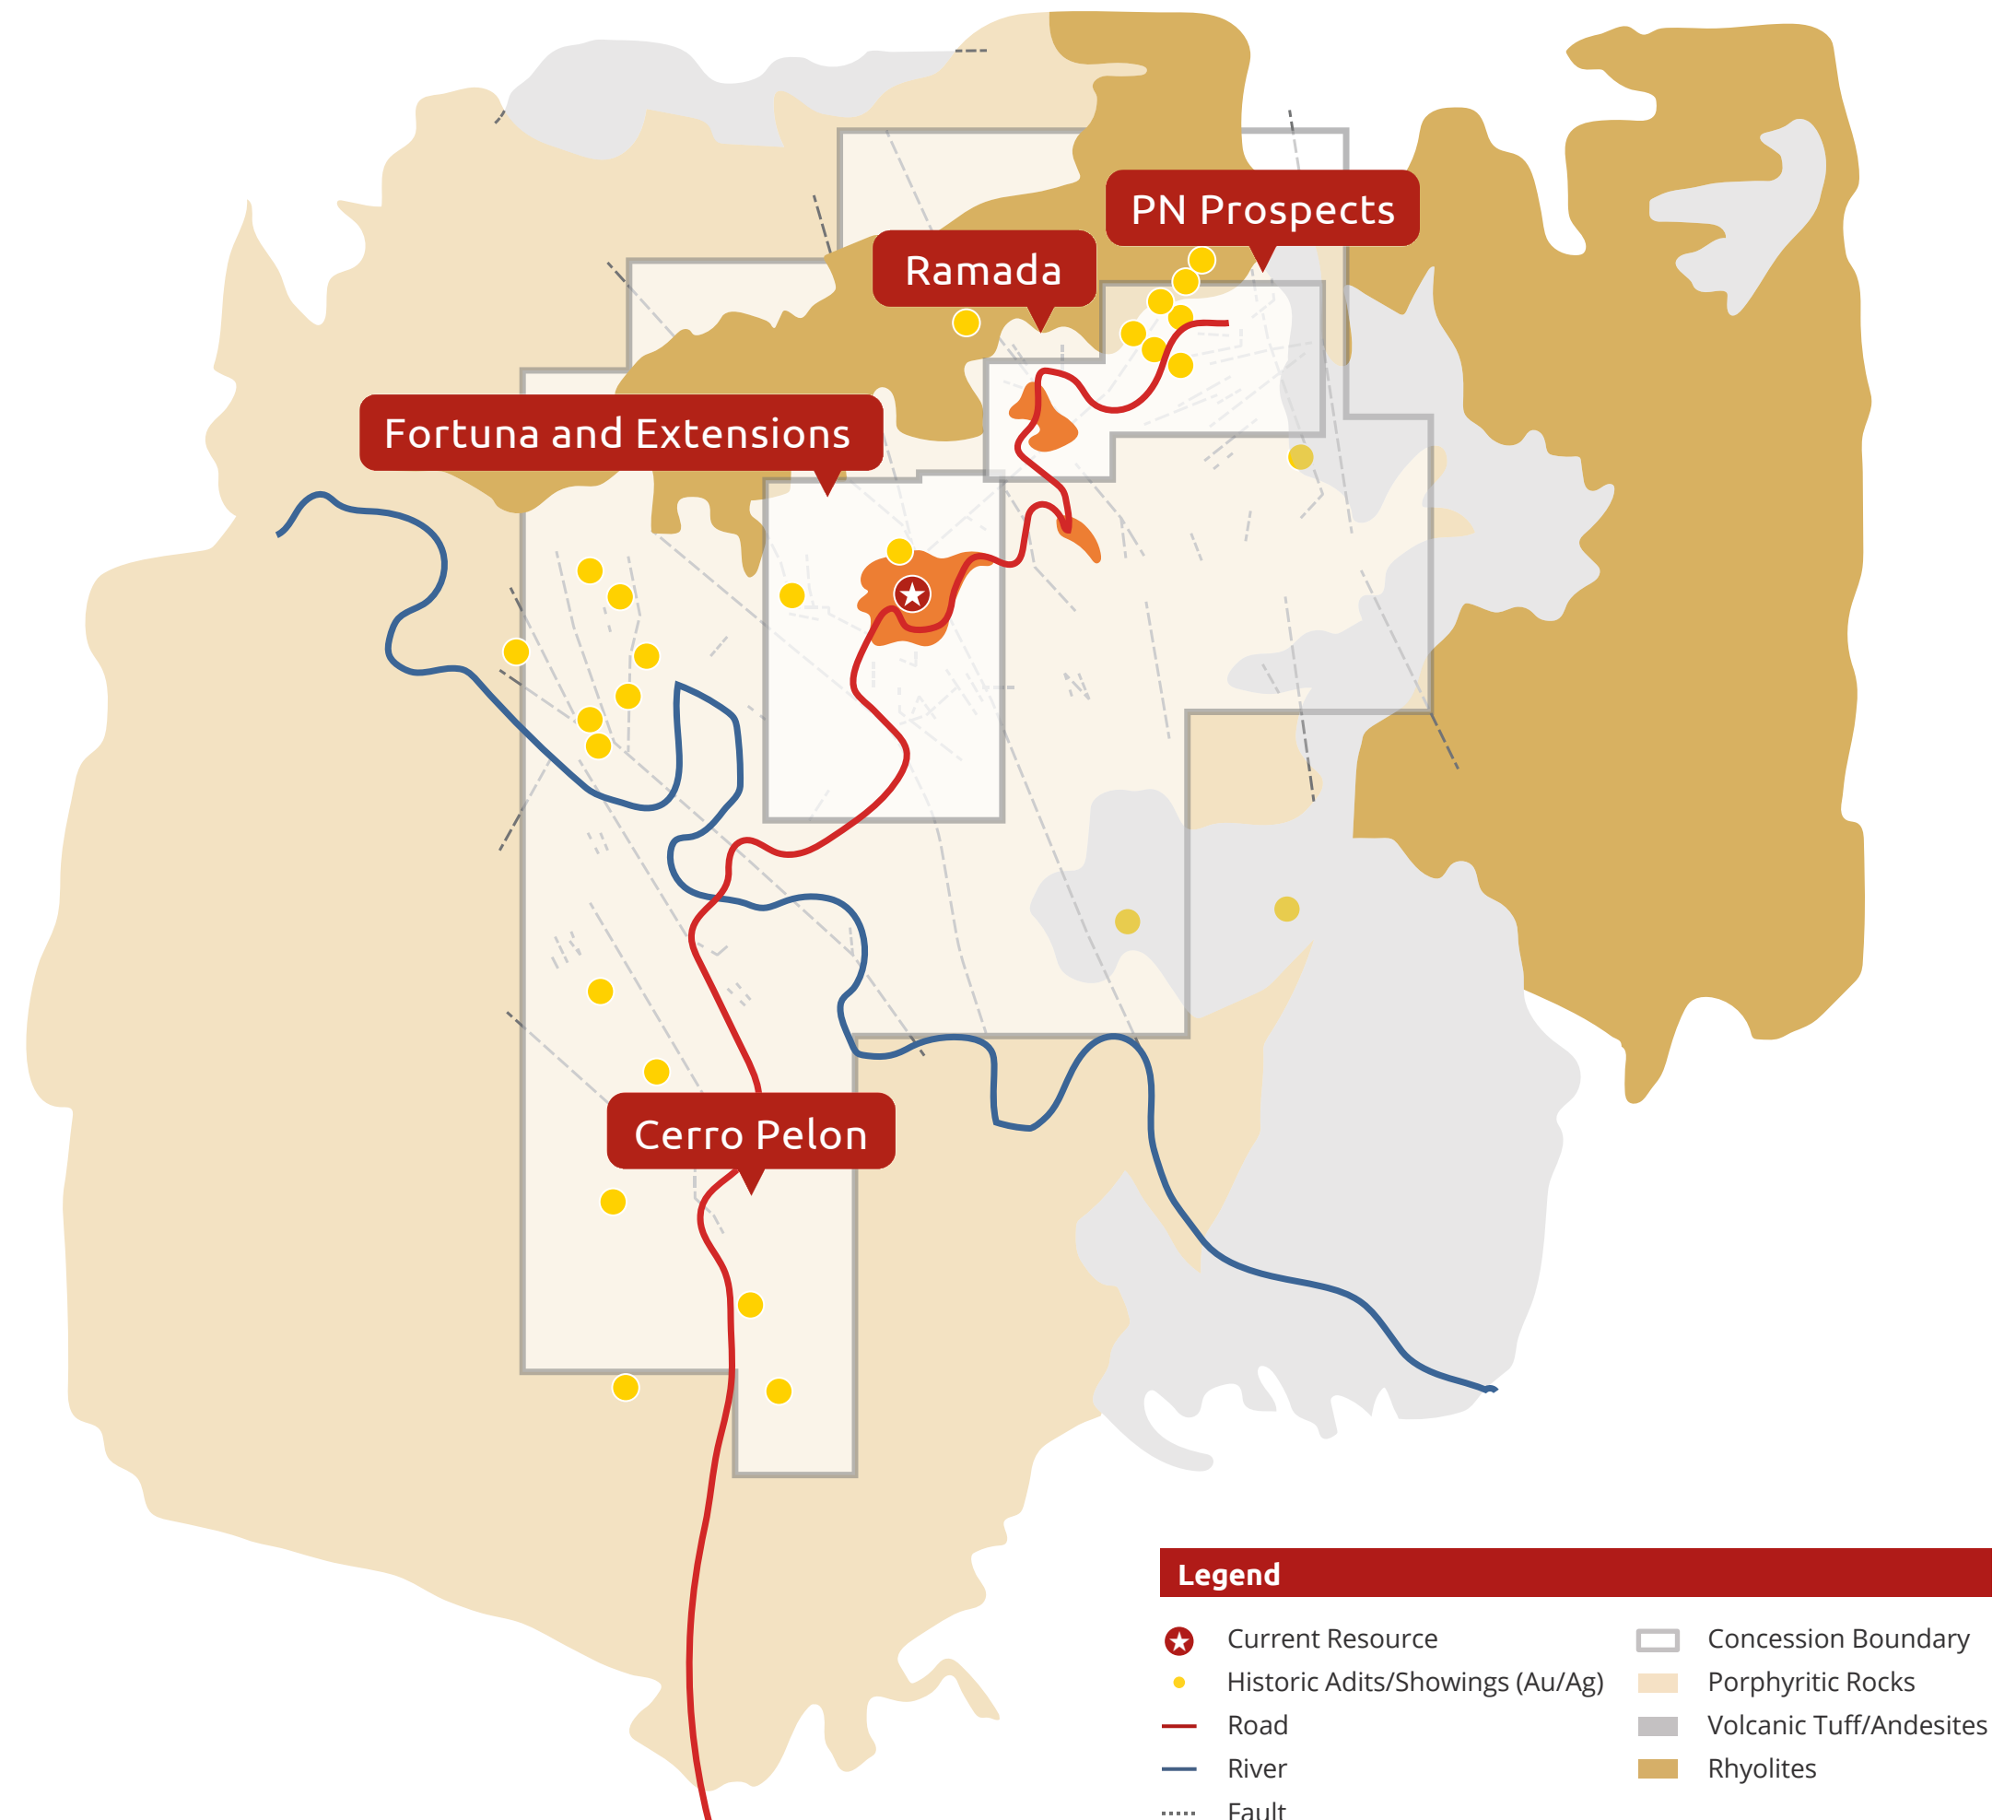 PN Prospects
Ramada
Fortuna and Extensions
Cerro Pelon
Legend
Current Resource
Historic Adits/Showings (Au/Ag)
Road
River
Fault
Concession Boundary
Porphyritic Rocks
Volcanic Tuff/Andesites
Rhyolites